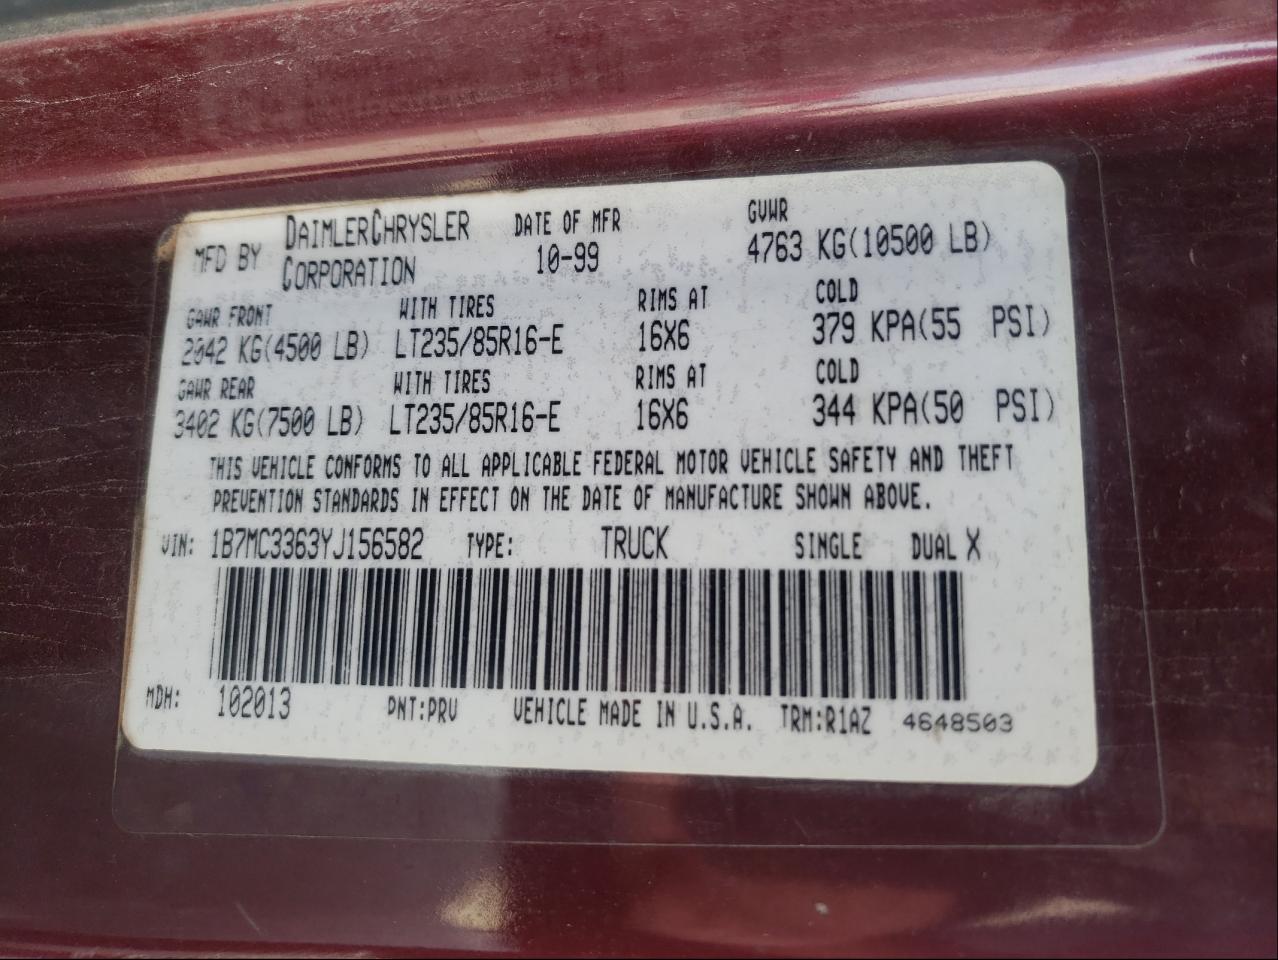 MFD BY DAIMLERCHRYSLER CORPORATION DATE OF MFR 10-99 GVWR 4763 KG(10500 LB)
GAWR FRONT WITH TIRES RIMS AT COLD
2042 KG(4500 LB) LT235/85R16-E 16X6 379 KPA(55 PSI)
GAWR REAR WITH TIRES RIMS AT COLD
3402 KG(7500 LB) LT235/85R16-E 16X6 344 KPA(50 PSI)
THIS VEHICLE CONFORMS TO ALL APPLICABLE FEDERAL MOTOR VEHICLE SAFETY AND THEFT
PREVENTION STANDARDS IN EFFECT ON THE DATE OF MANUFACTURE SHOWN ABOVE.
VIN: 1B7MC3363YJ156582 TYPE: TRUCK SINGLE DUAL X
MDH: 102013 PNT:PRV VEHICLE MADE IN U.S.A. TRM:R1AZ 4648503